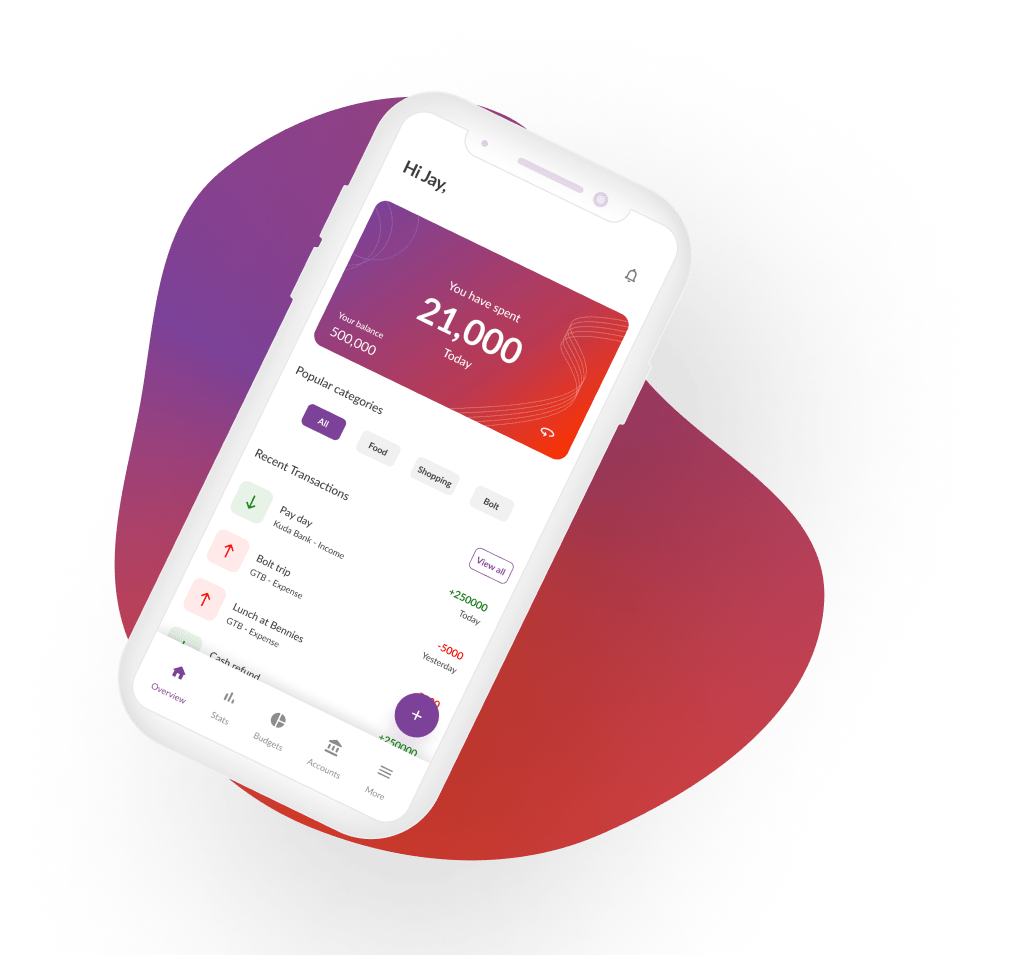 Hi Jay,
You have spent
21,000
Today
Your balance
500,000
Popular categories
All
Food
Shopping
Bolt
Recent Transactions
View all
Pay day
Kuda Bank - Income
+250000
Today
Bolt trip
GTB - Expense
-5000
Yesterday
Lunch at Bennies
GTB - Expense
Cash refund
+250000
Overview
Stats
Budgets
Accounts
More